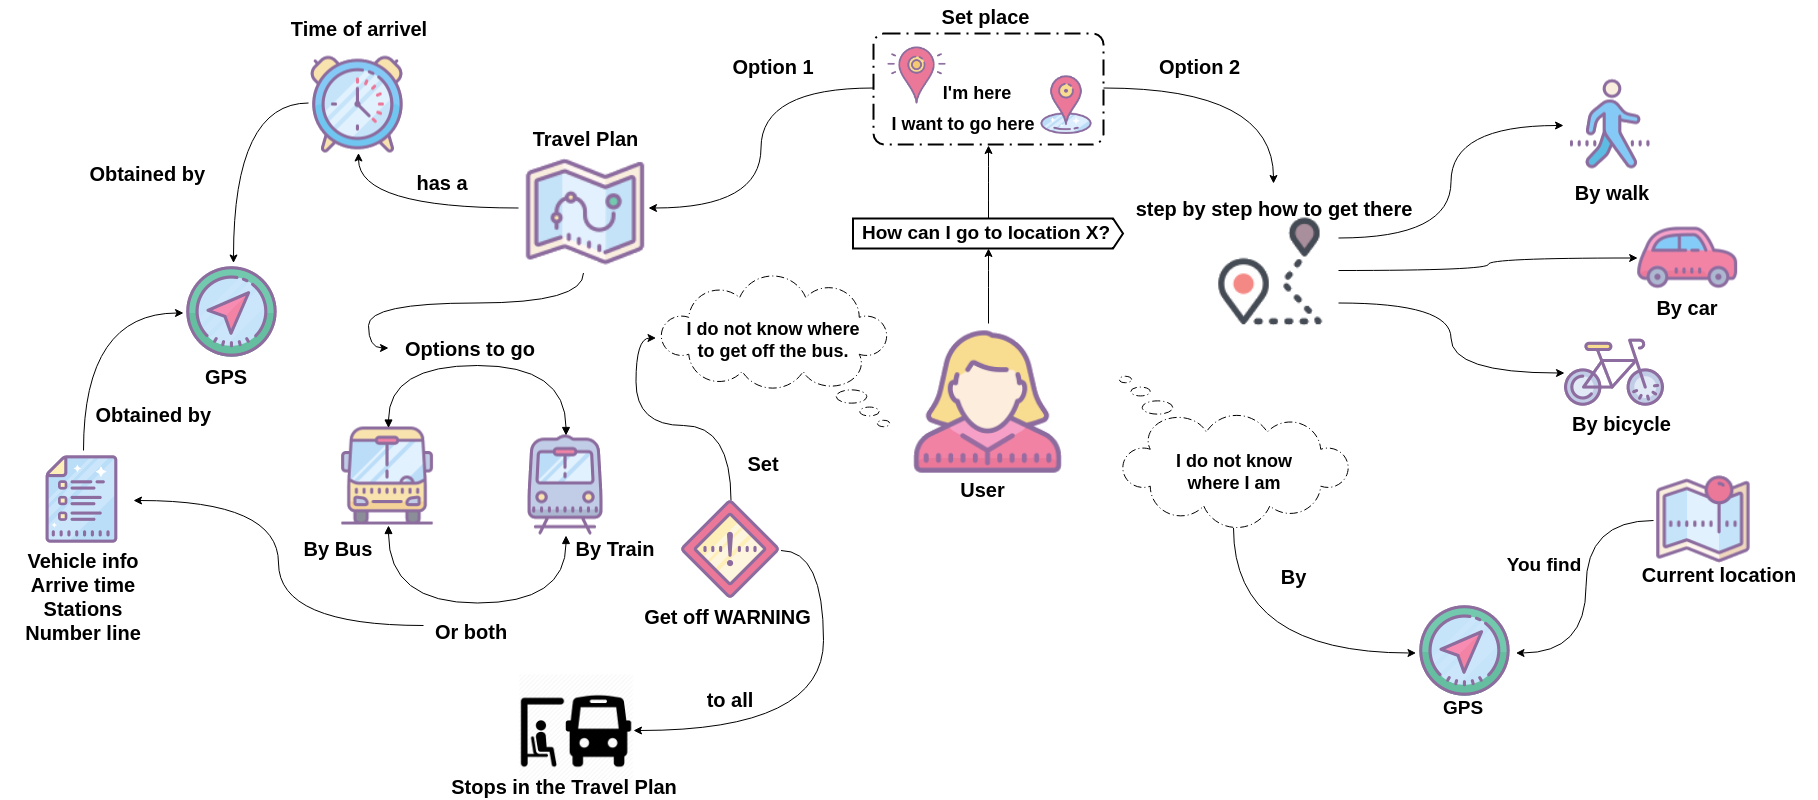 Set place
Time of arrivel
Option 1
Option 2
I'm here
I want to go here
Travel Plan
Obtained by
has a
By walk
step by step how to get there
How can I go to location X?
By car
I do not know where
to get off the bus.
Options to go
GPS
Obtained by
By bicycle
I do not know
where I am
Set
User
By Bus
By Train
Vehicle info
Arrive time
Stations
Number line
You find
By
Current location
Get off WARNING
Or both
to all
GPS
Stops in the Travel Plan